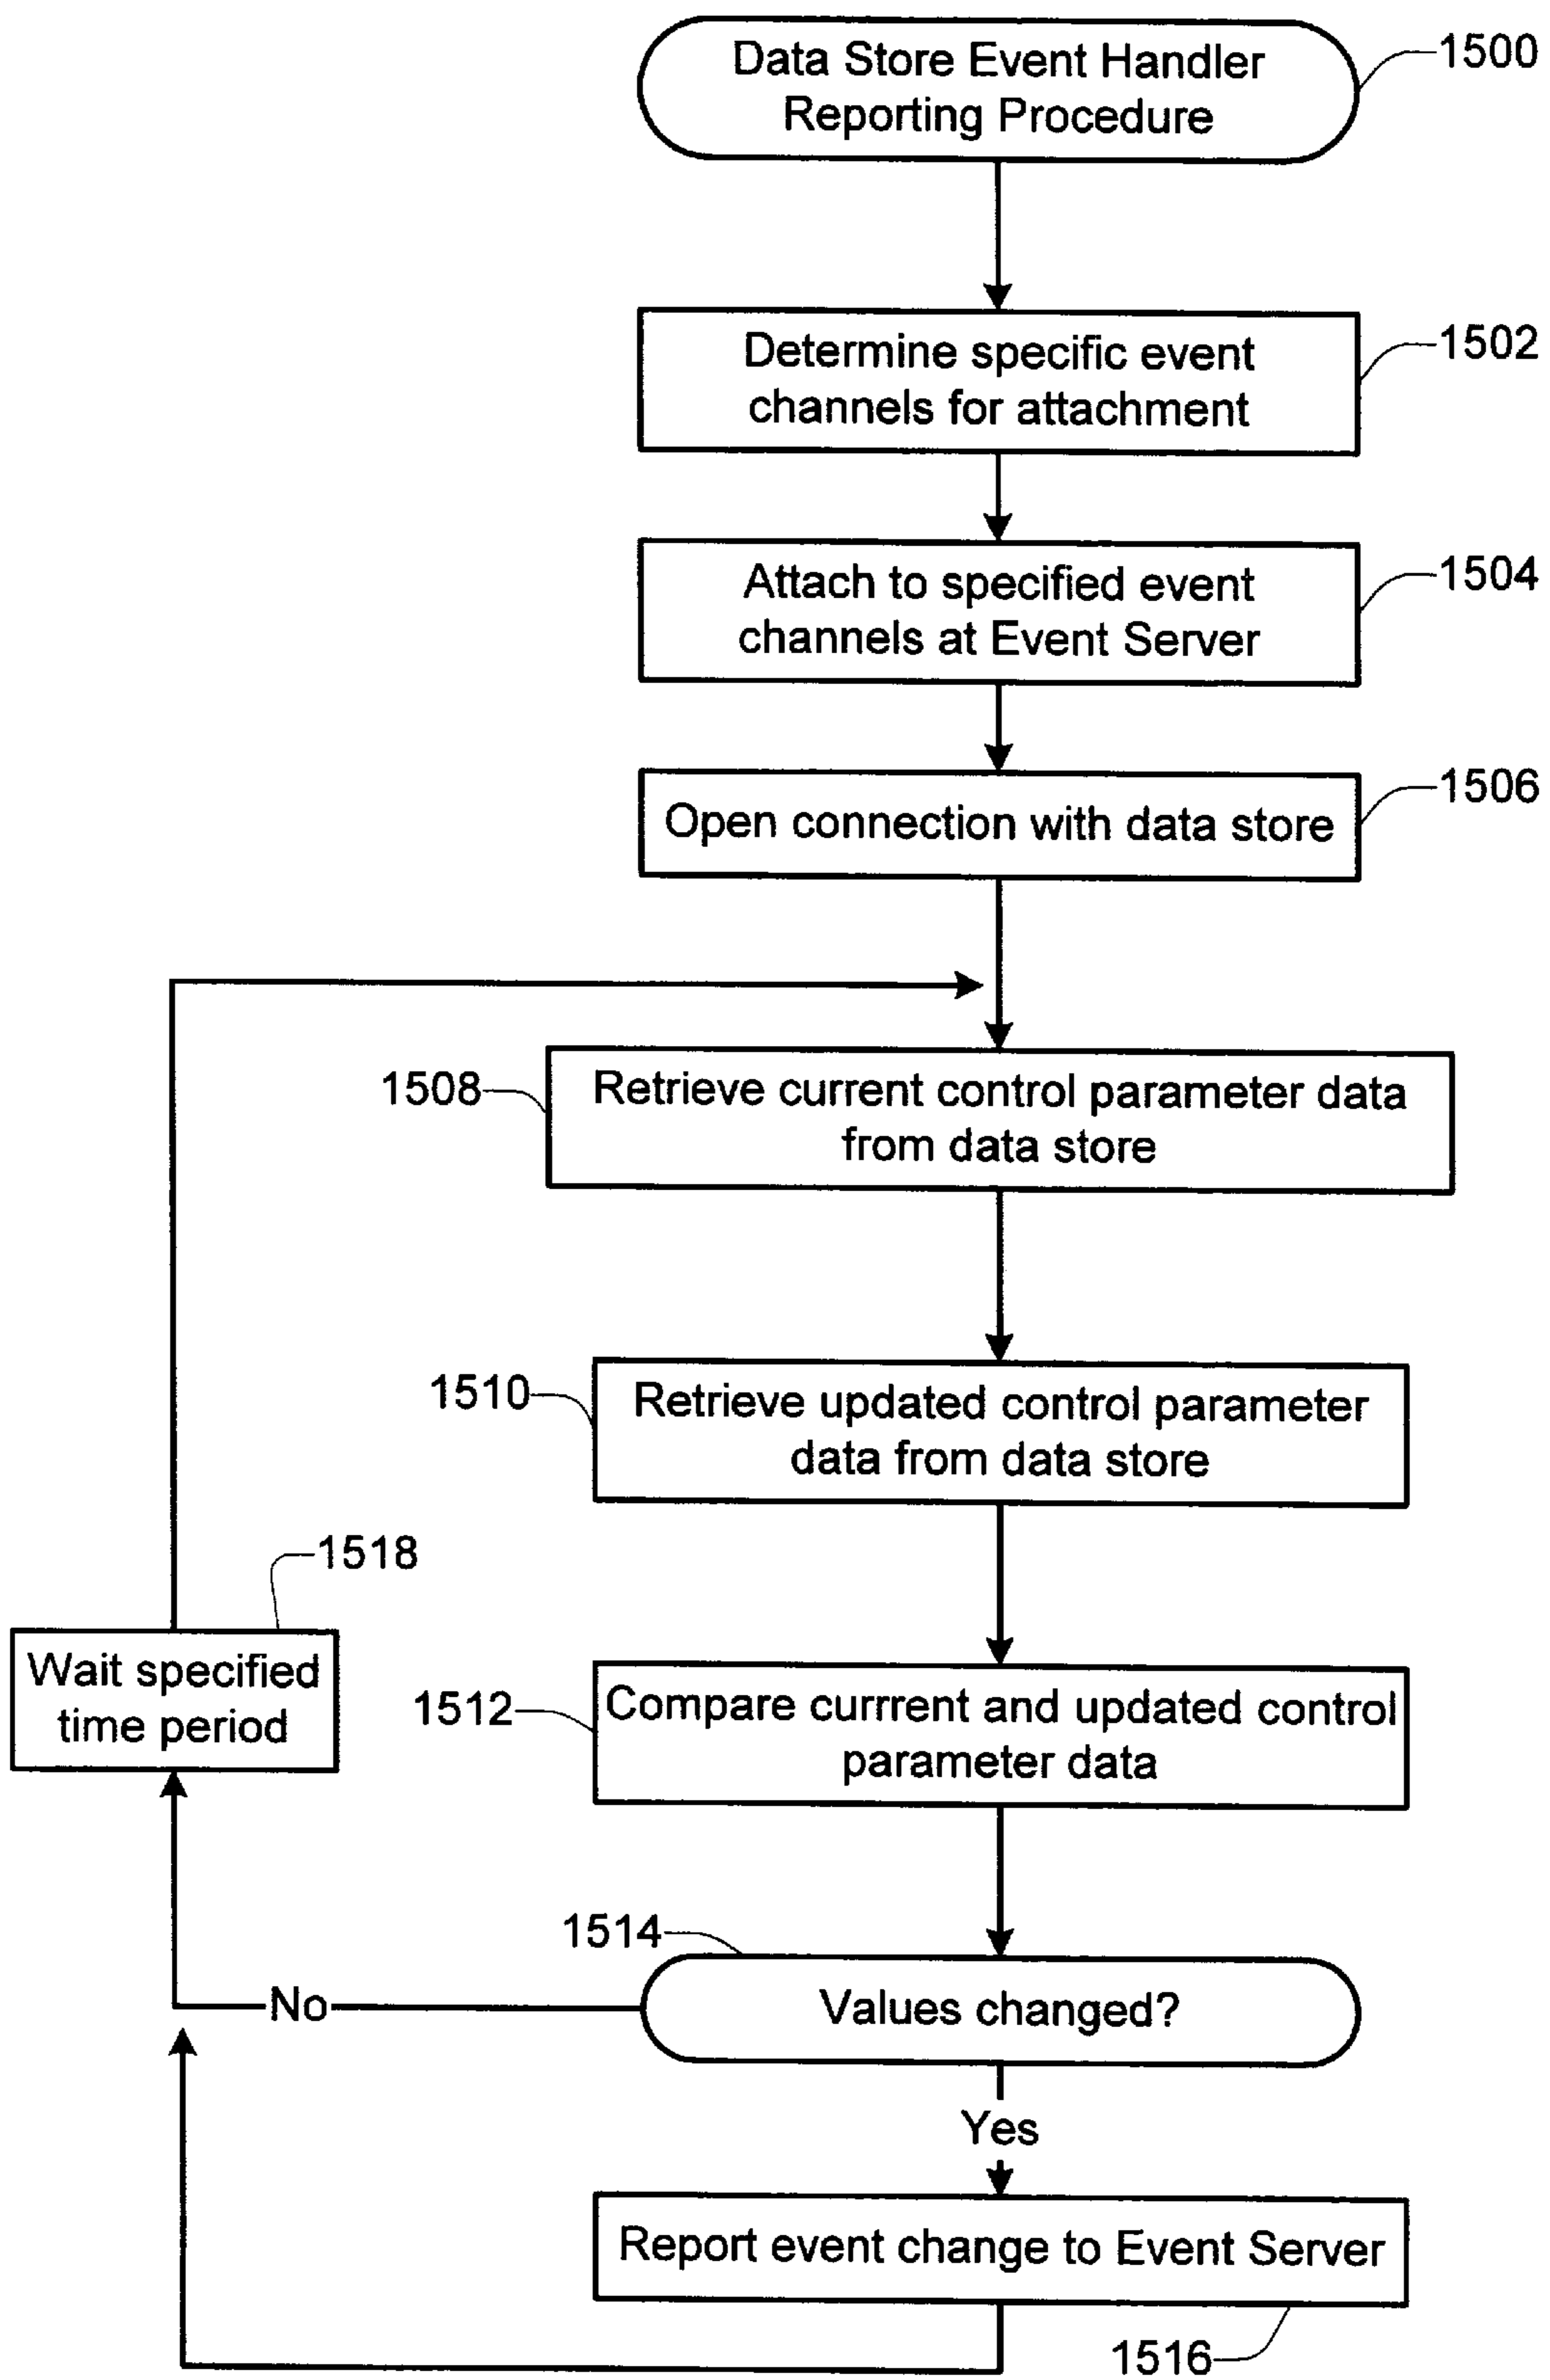 Data Store Event Handler
Reporting Procedure
1500
Determine specific event
channels for attachment
1502
Attach to specified event
channels at Event Server
1504
Open connection with data store
1506
1508
Retrieve current control parameter data
from data store
1510
Retrieve updated control parameter
data from data store
1518
Wait specified
time period
1512
Compare currrent and updated control
parameter data
1514
Values changed?
No
Yes
Report event change to Event Server
1516